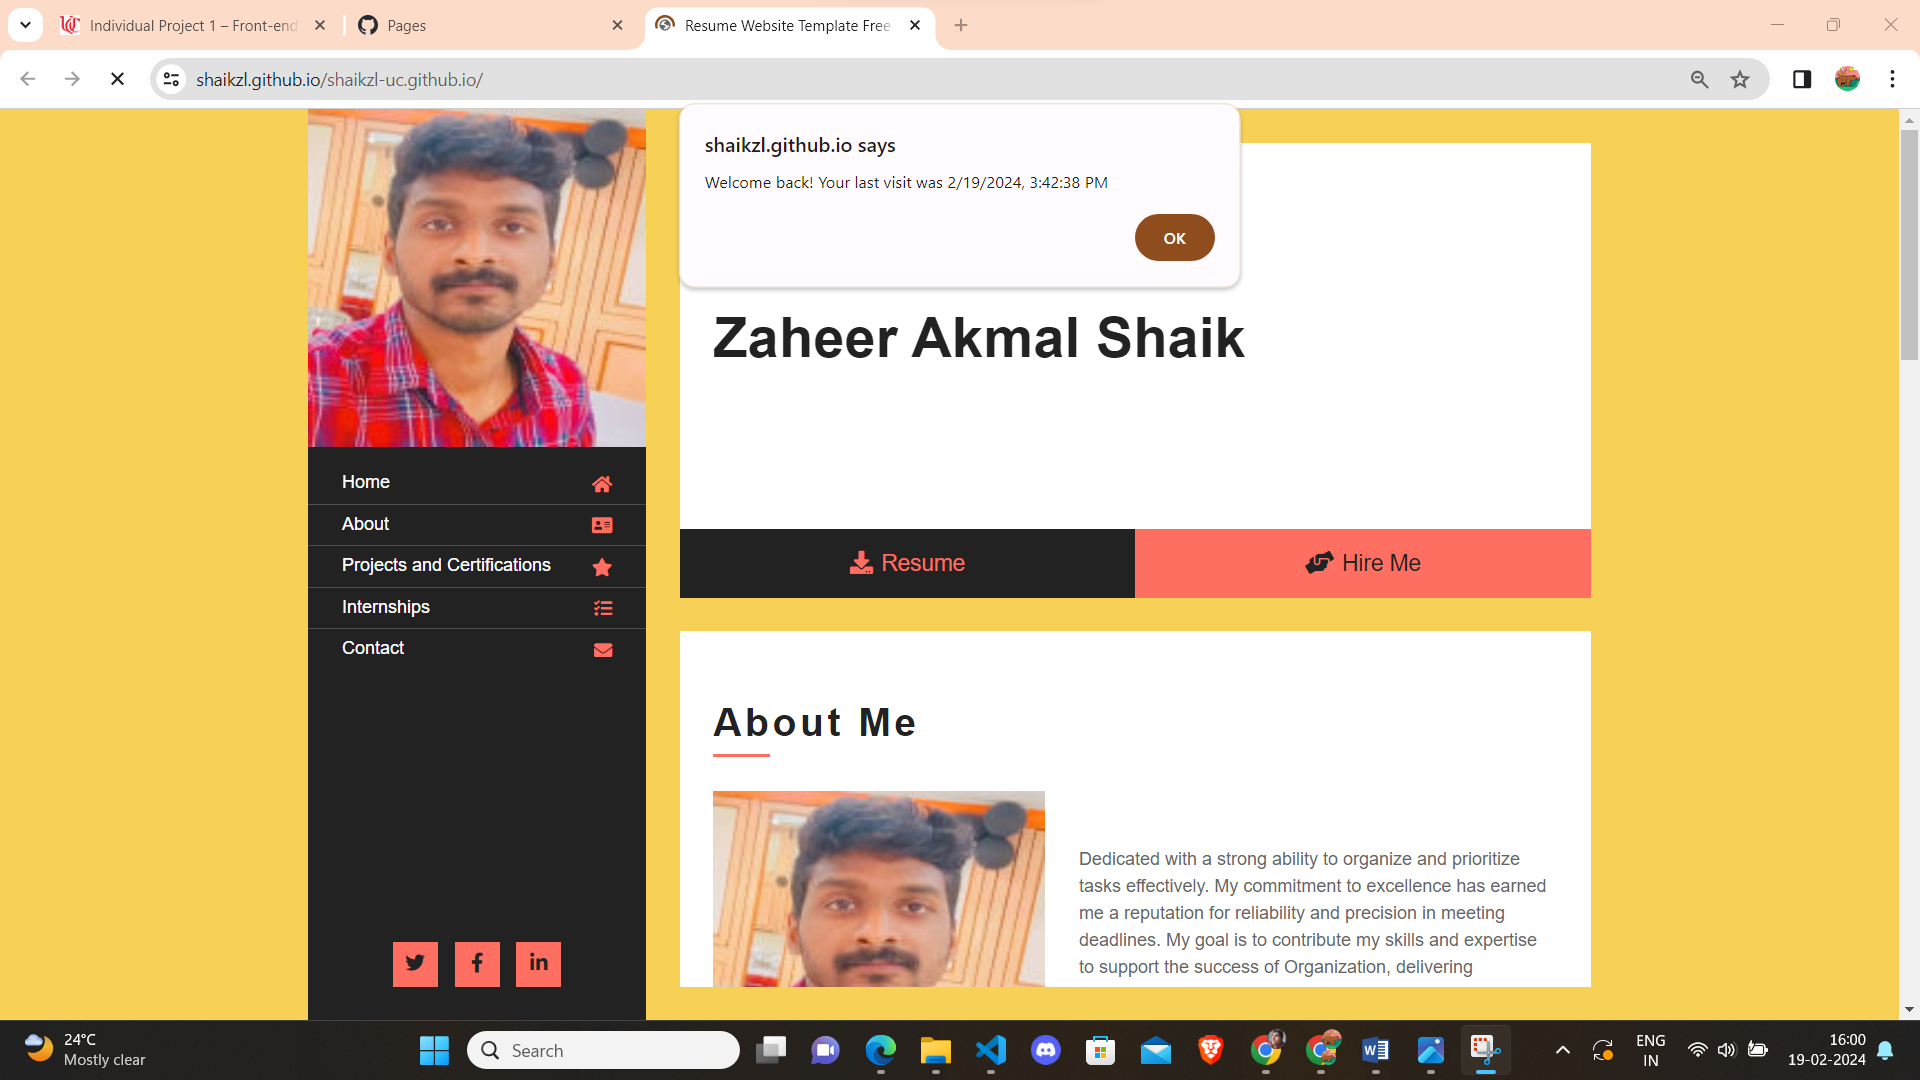 Individual Project 1 – Front-end
Pages
Resume Website Template Free
shaikzl.github.io/shaikzl-uc.github.io/
shaikzl.github.io says
Welcome back! Your last visit was 2/19/2024, 3:42:38 PM
OK
Zaheer Akmal Shaik
Home
About
Projects and Certifications
Internships
Contact
Resume
Hire Me
About Me
Dedicated with a strong ability to organize and prioritize
tasks effectively. My commitment to excellence has earned
me a reputation for reliability and precision in meeting
deadlines. My goal is to contribute my skills and expertise
to support the success of Organization, delivering
24°C
Mostly clear
Search
ENG
IN
16:00
19-02-2024